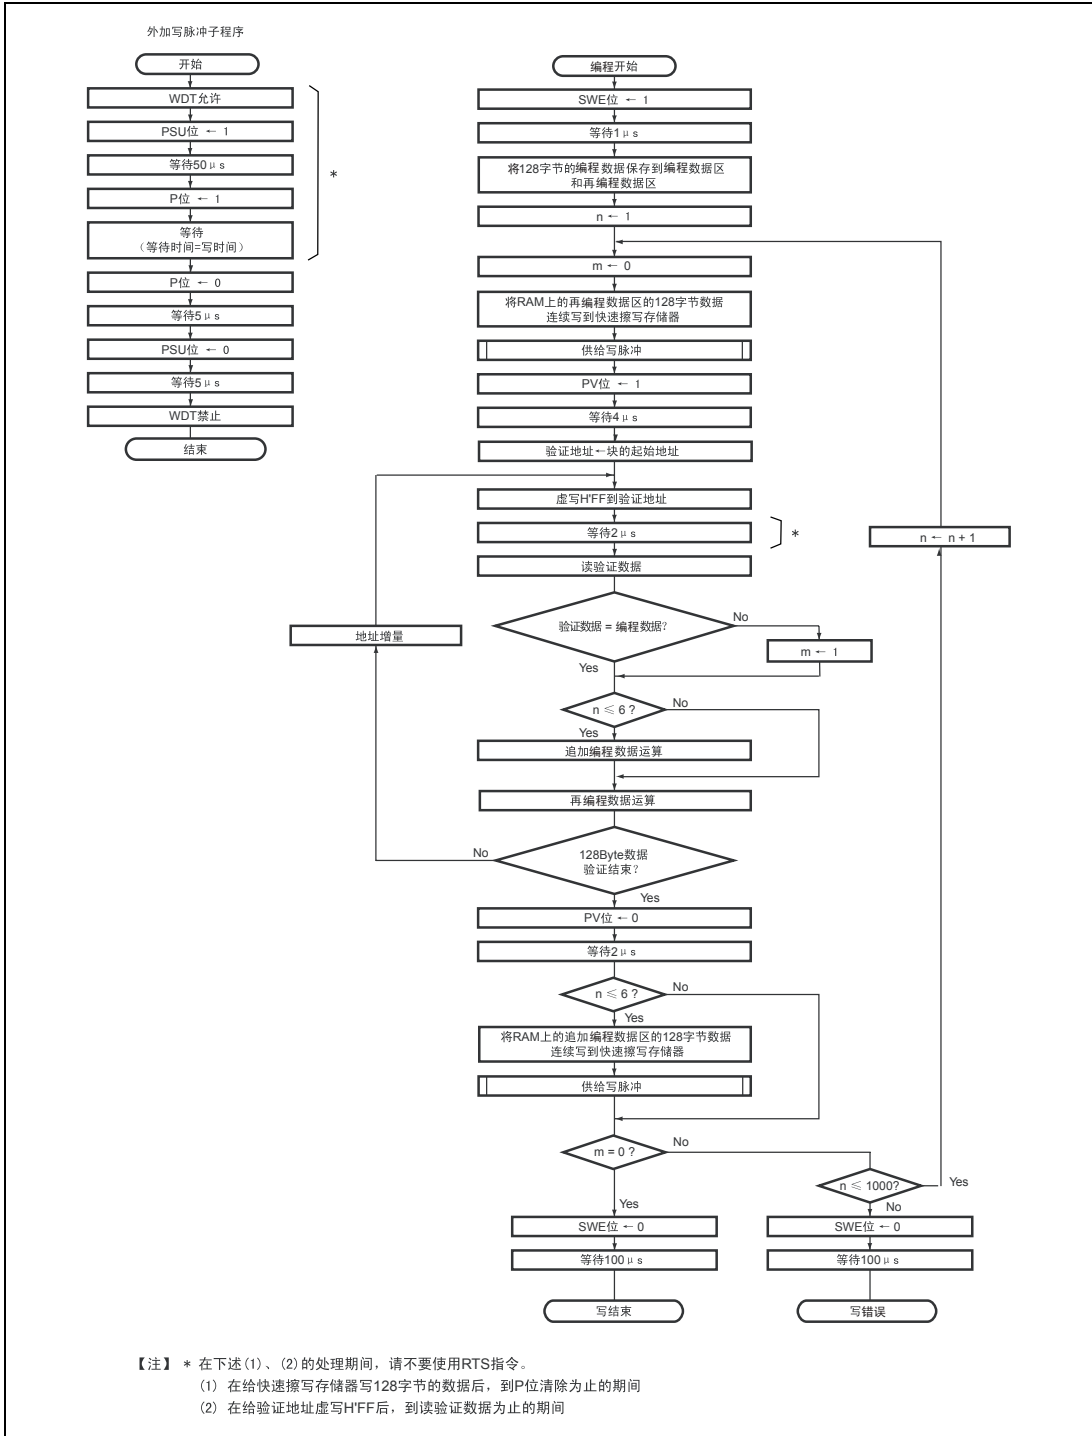 外加写脉冲子程序
开始
WDT允许
PSU位 ← 1
等待50μs
P位 ← 1
等待
（等待时间=写时间）
*
P位 ← 0
等待5μs
PSU位 ← 0
等待5μs
WDT禁止
结束
编程开始
SWE位 ← 1
等待1μs
将128字节的编程数据保存到编程数据区
和再编程数据区
n ← 1
m ← 0
将RAM上的再编程数据区的128字节数据
连续写到快速擦写存储器
供给写脉冲
PV位 ← 1
等待4μs
验证地址←块的起始地址
虚写H'FF到验证地址
等待2μs
*
n ← n + 1
读验证数据
验证数据 = 编程数据?
No
地址增量
m ← 1
Yes
n ≤ 6 ?
No
Yes
追加编程数据运算
再编程数据运算
No
128Byte数据
验证结束?
Yes
PV位 ← 0
等待2μs
n ≤ 6 ?
No
Yes
将RAM上的追加编程数据区的128字节数据
连续写到快速擦写存储器
供给写脉冲
m = 0 ?
No
n ≤ 1000?
Yes
Yes
No
SWE位 ← 0
SWE位 ← 0
等待100μs
等待100μs
写结束
写错误
【注】 * 在下述(1)、(2)的处理期间，请不要使用RTS指令。
(1) 在给快速擦写存储器写128字节的数据后，到P位清除为止的期间
(2) 在给验证地址虚写H'FF后，到读验证数据为止的期间